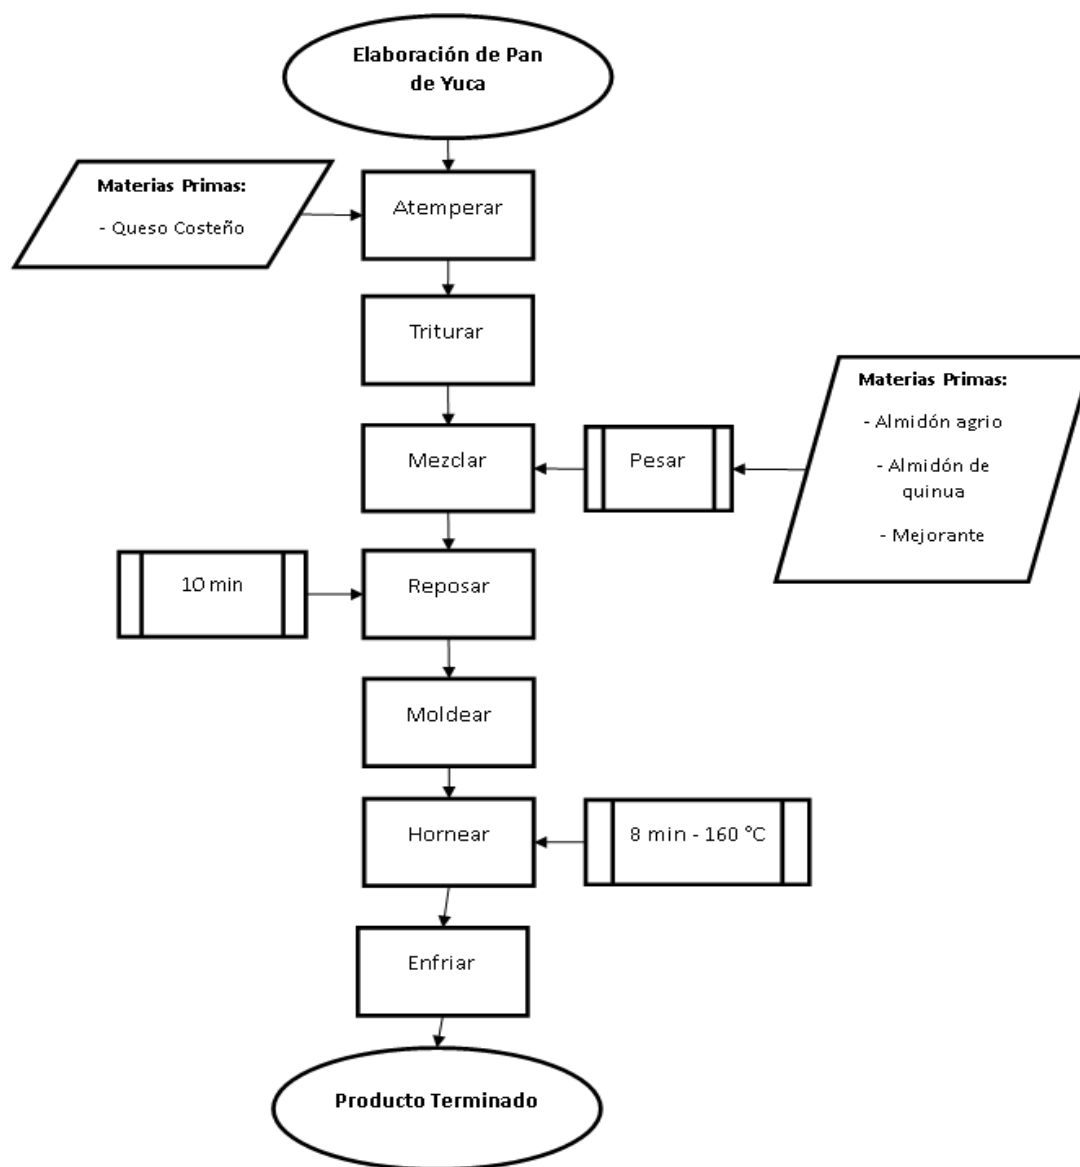 Elaboración de Pan
de Yuca
Materias Primas:
- Queso Costeño
Atemperar
Triturar
Materias Primas:
- Almidón agrio
- Almidón de
quinua
- Mejorante
Mezclar
Pesar
10 min
Reposar
Moldear
Hornear
8 min - 160 °C
Enfriar
Producto Terminado